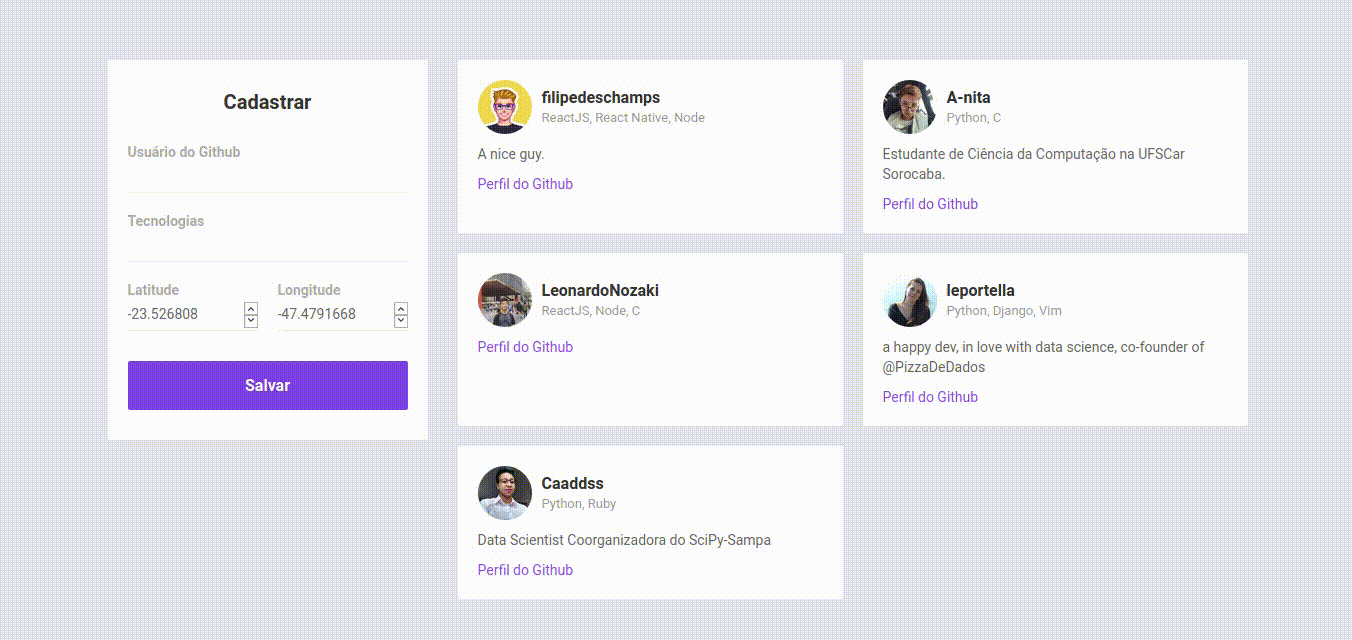 Cadastrar
Usuário do Github
Tecnologias
Latitude
Longitude
-23.526808
-47.4791668
Salvar
filipedeschamps
ReactJS, React Native, Node
A nice guy.
Perfil do Github
A-nita
Python, C
Estudante de Ciência da Computação na UFSCar
Sorocaba.
Perfil do Github
LeonardoNozaki
ReactJS, Node, C
Perfil do Github
leportella
Python, Django, Vim
a happy dev, in love with data science, co-founder of
@PizzaDeDados
Perfil do Github
Caaddss
Python, Ruby
Data Scientist Coorganizadora do SciPy-Sampa
Perfil do Github